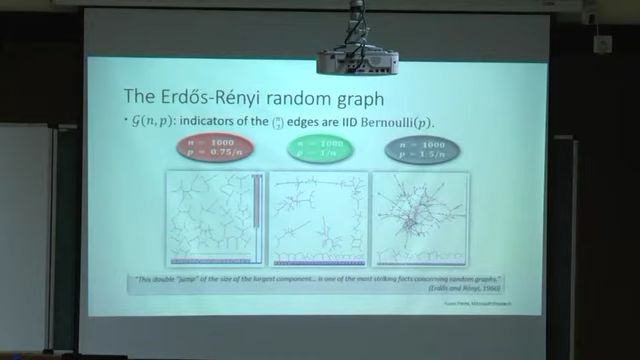 The Erdős-Rényi random graph
• 𝒢(n, p): indicators of the (n 2) edges are IID Bernoulli(p).
n = 1000
p = 0.75/n
n = 1000
p = 1/n
n = 1000
p = 1.5/n
"This double "jump" of the size of the largest component... is one of the most striking facts concerning random graphs."
(Erdős and Rényi, 1960)